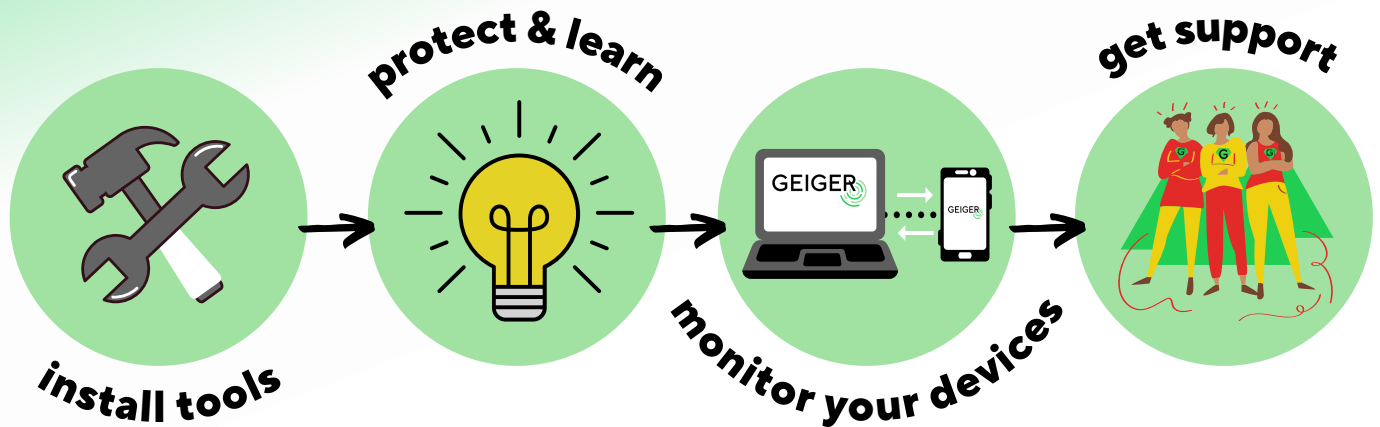 install tools
protect & learn
GEIGER
GEIGER
monitor your devices
get support
G
G
G